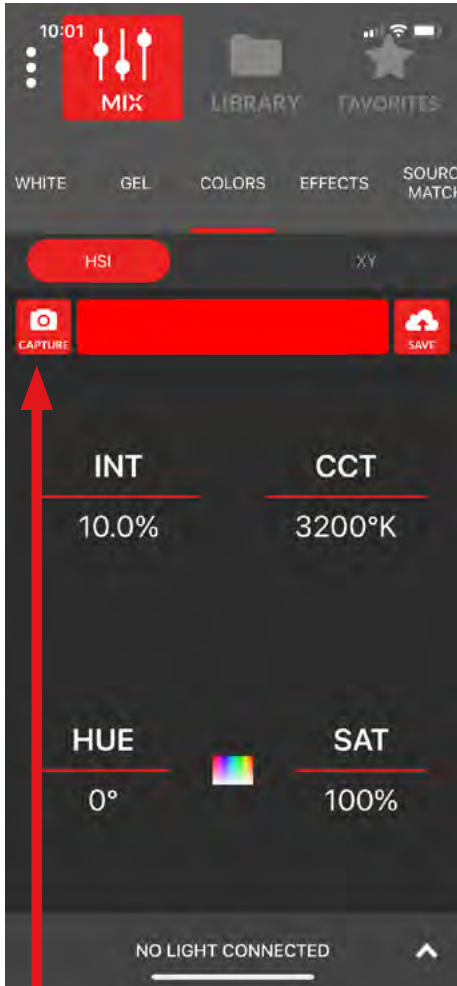 10:01
MIX
LIBRARY
FAVORITES
WHITE
GEL
COLORS
EFFECTS
SOURC
MATCH
HSI
XY
CAPTURE
SAVE
INT
CCT
10.0%
3200°K
HUE
SAT
0°
100%
NO LIGHT CONNECTED